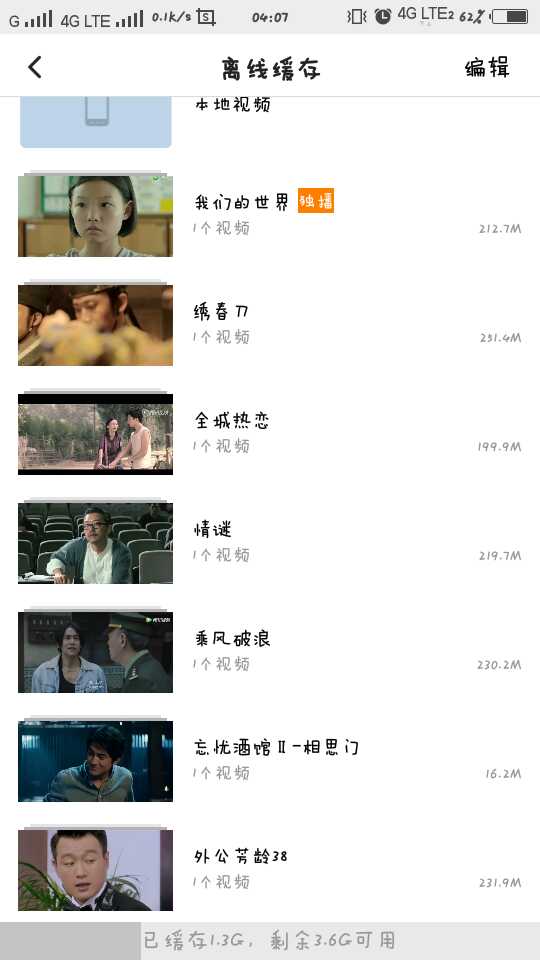 G 4G LTE 0.1k/s S 04:07 4G LTE2 62%
离线缓存 编辑
本地视频
我们的世界 独播
1个视频 212.7M
绣春刀
1个视频 231.4M
全城热恋
1个视频 199.9M
情谜
1个视频 219.7M
乘风破浪
1个视频 230.2M
忘忧酒馆Ⅱ-相思门
1个视频 16.2M
外公芳龄38
1个视频 231.9M
已缓存1.3G，剩余3.6G可用